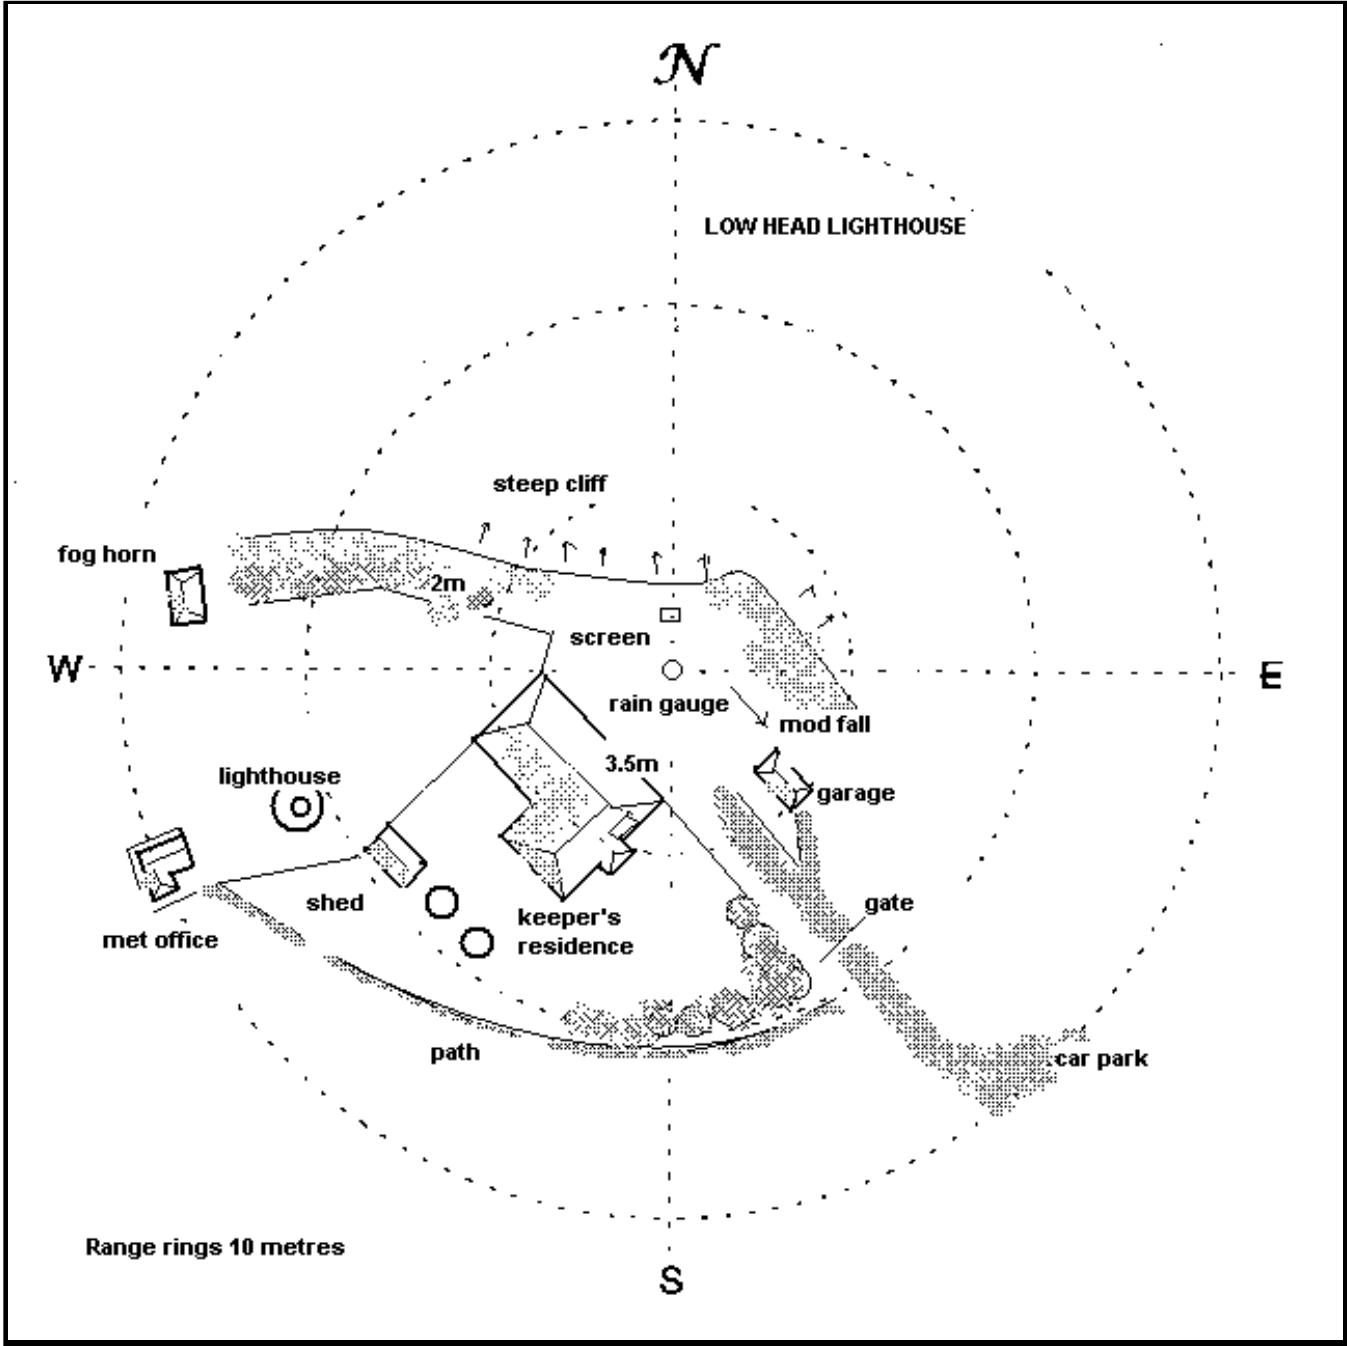 N
LOW HEAD LIGHTHOUSE
steep cliff
fog horn
2m
screen
W
E
rain gauge
mod fall
3.5m
lighthouse
garage
shed
gate
keeper's
residence
met office
path
car park
Range rings 10 metres
S